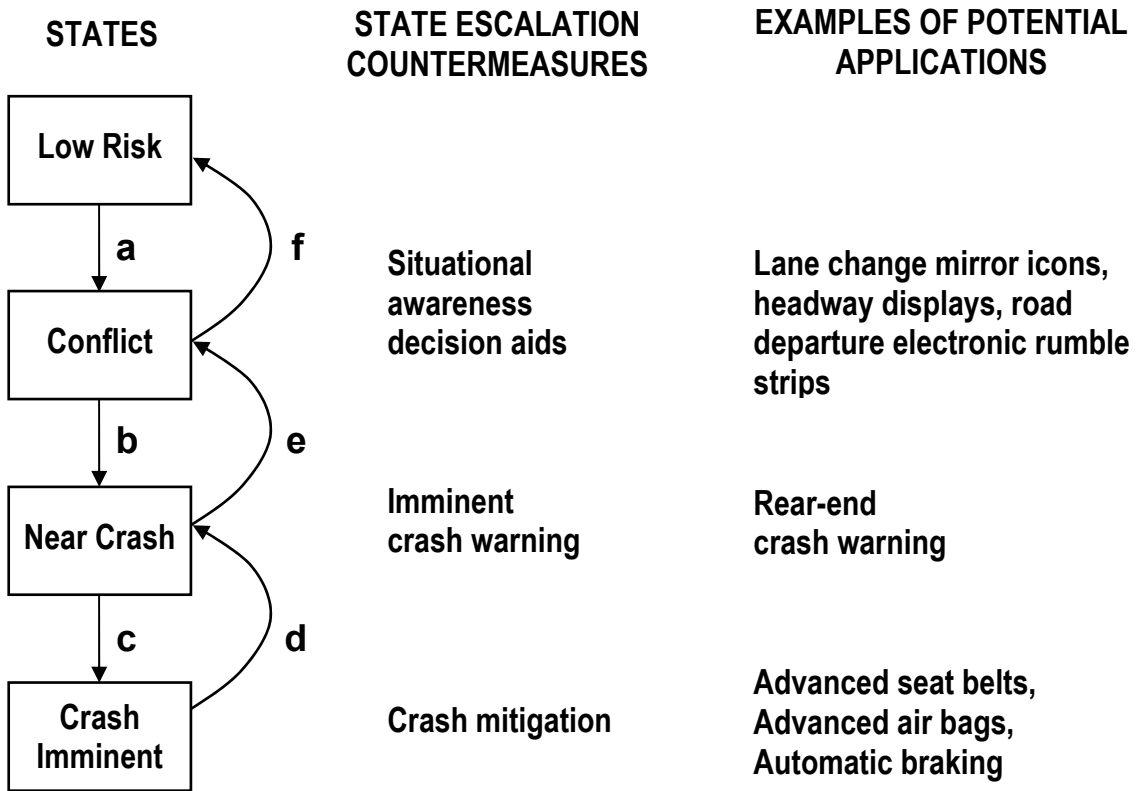 STATES
STATE ESCALATION
COUNTERMEASURES
EXAMPLES OF POTENTIAL
APPLICATIONS
Low Risk
a
f
Situational
awareness
decision aids
Lane change mirror icons,
headway displays, road
departure electronic rumble
strips
Conflict
b
e
Near Crash
Imminent
crash warning
Rear-end
crash warning
c
d
Crash
Imminent
Crash mitigation
Advanced seat belts,
Advanced air bags,
Automatic braking